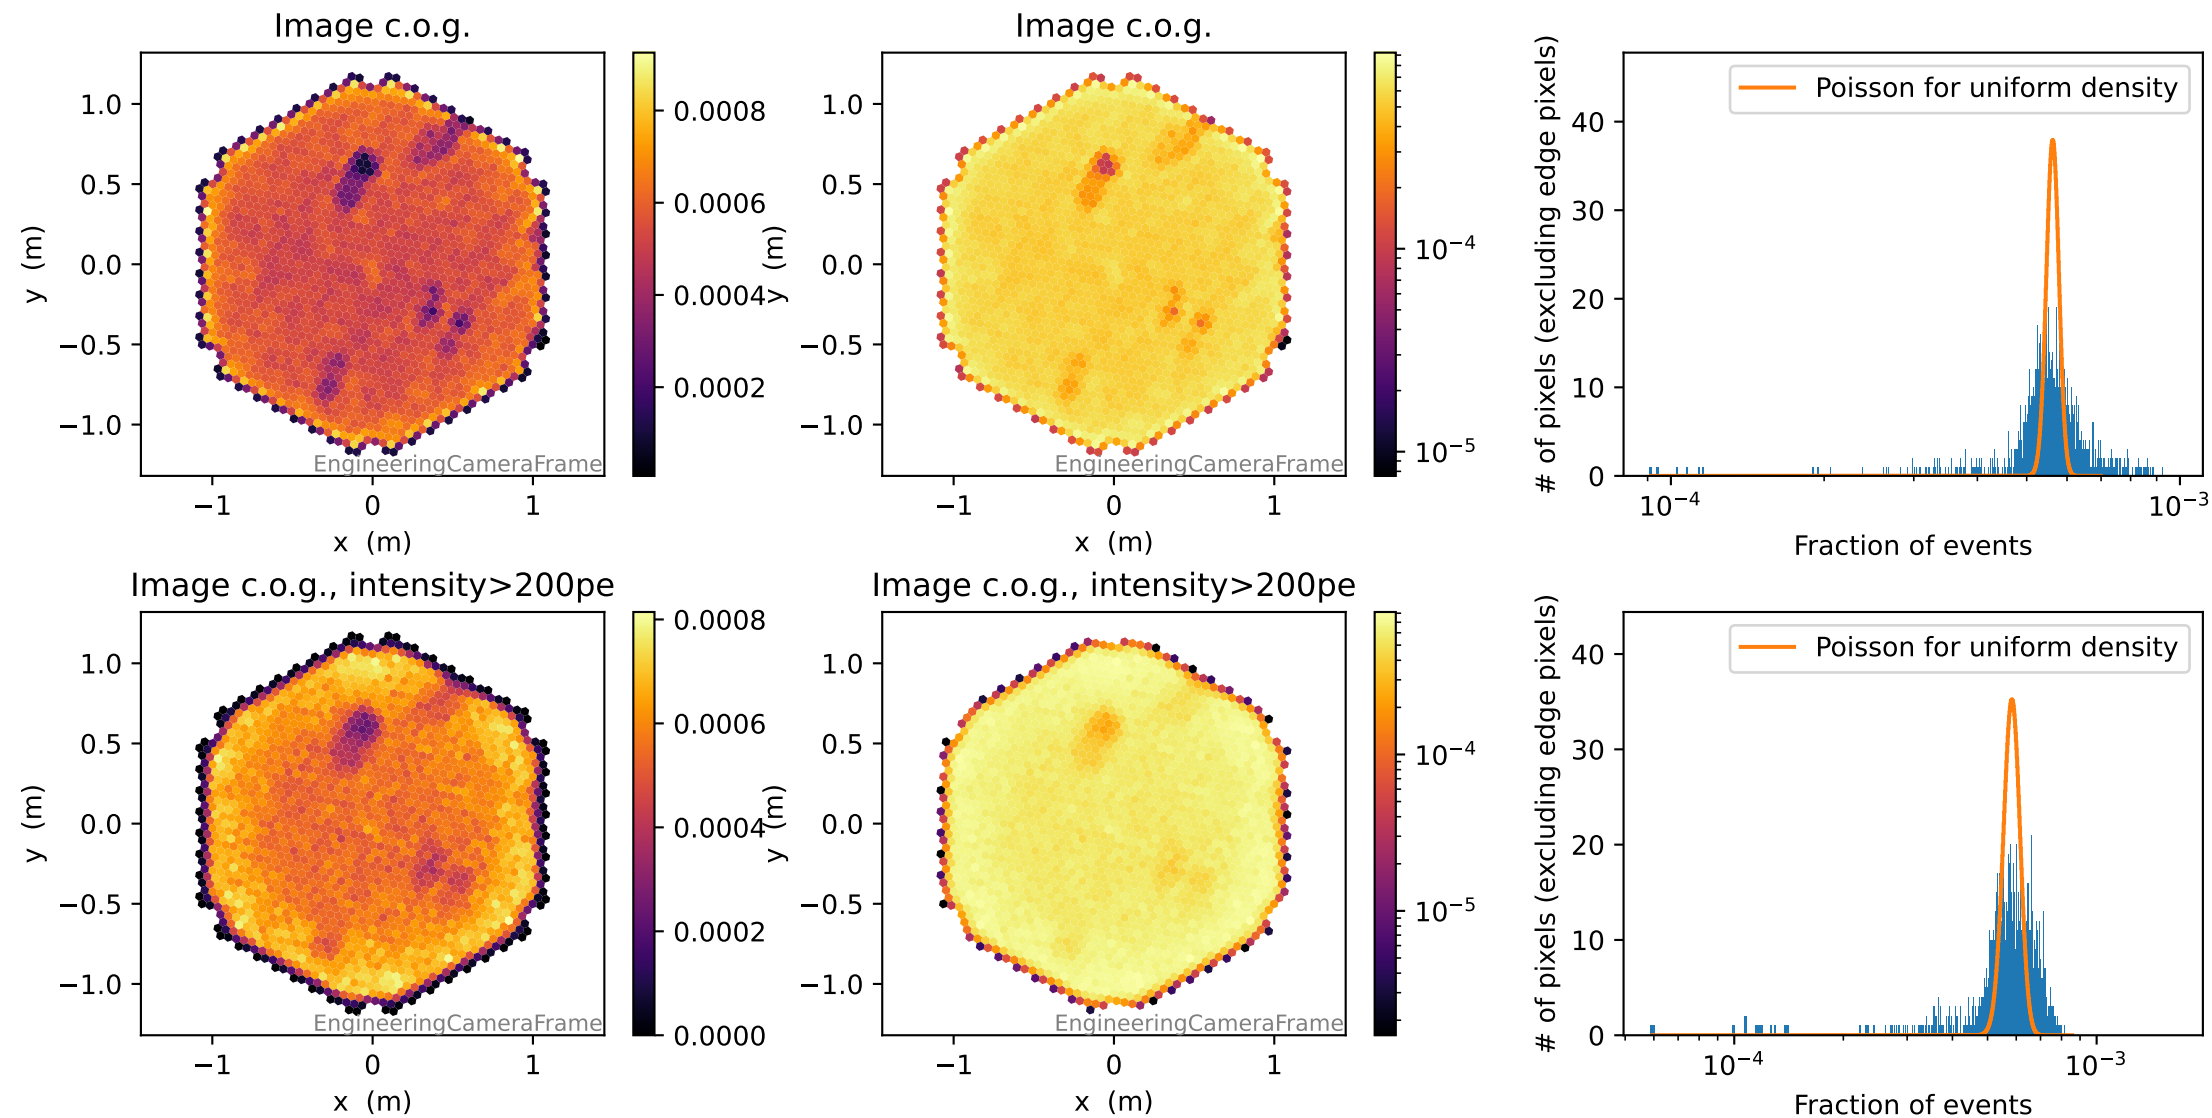 Image c.o.g.
1.0
0.5
0.0
−0.5
−1.0
y (m)
−1
0
1
x (m)
EngineeringCameraFrame
0.0008
0.0006
0.0004
0.0002
Image c.o.g.
1.0
0.5
0.0
−0.5
−1.0
y (m)
−1
0
1
x (m)
EngineeringCameraFrame
10⁻⁴
10⁻⁵
# of pixels (excluding edge pixels)
40
30
20
10
0
Poisson for uniform density
10⁻⁴
10⁻³
Fraction of events
Image c.o.g., intensity>200pe
1.0
0.5
0.0
−0.5
−1.0
y (m)
−1
0
1
x (m)
EngineeringCameraFrame
0.0008
0.0006
0.0004
0.0002
0.0000
Image c.o.g., intensity>200pe
1.0
0.5
0.0
−0.5
−1.0
y (m)
−1
0
1
x (m)
EngineeringCameraFrame
10⁻⁴
10⁻⁵
# of pixels (excluding edge pixels)
40
30
20
10
0
Poisson for uniform density
10⁻⁴
10⁻³
Fraction of events